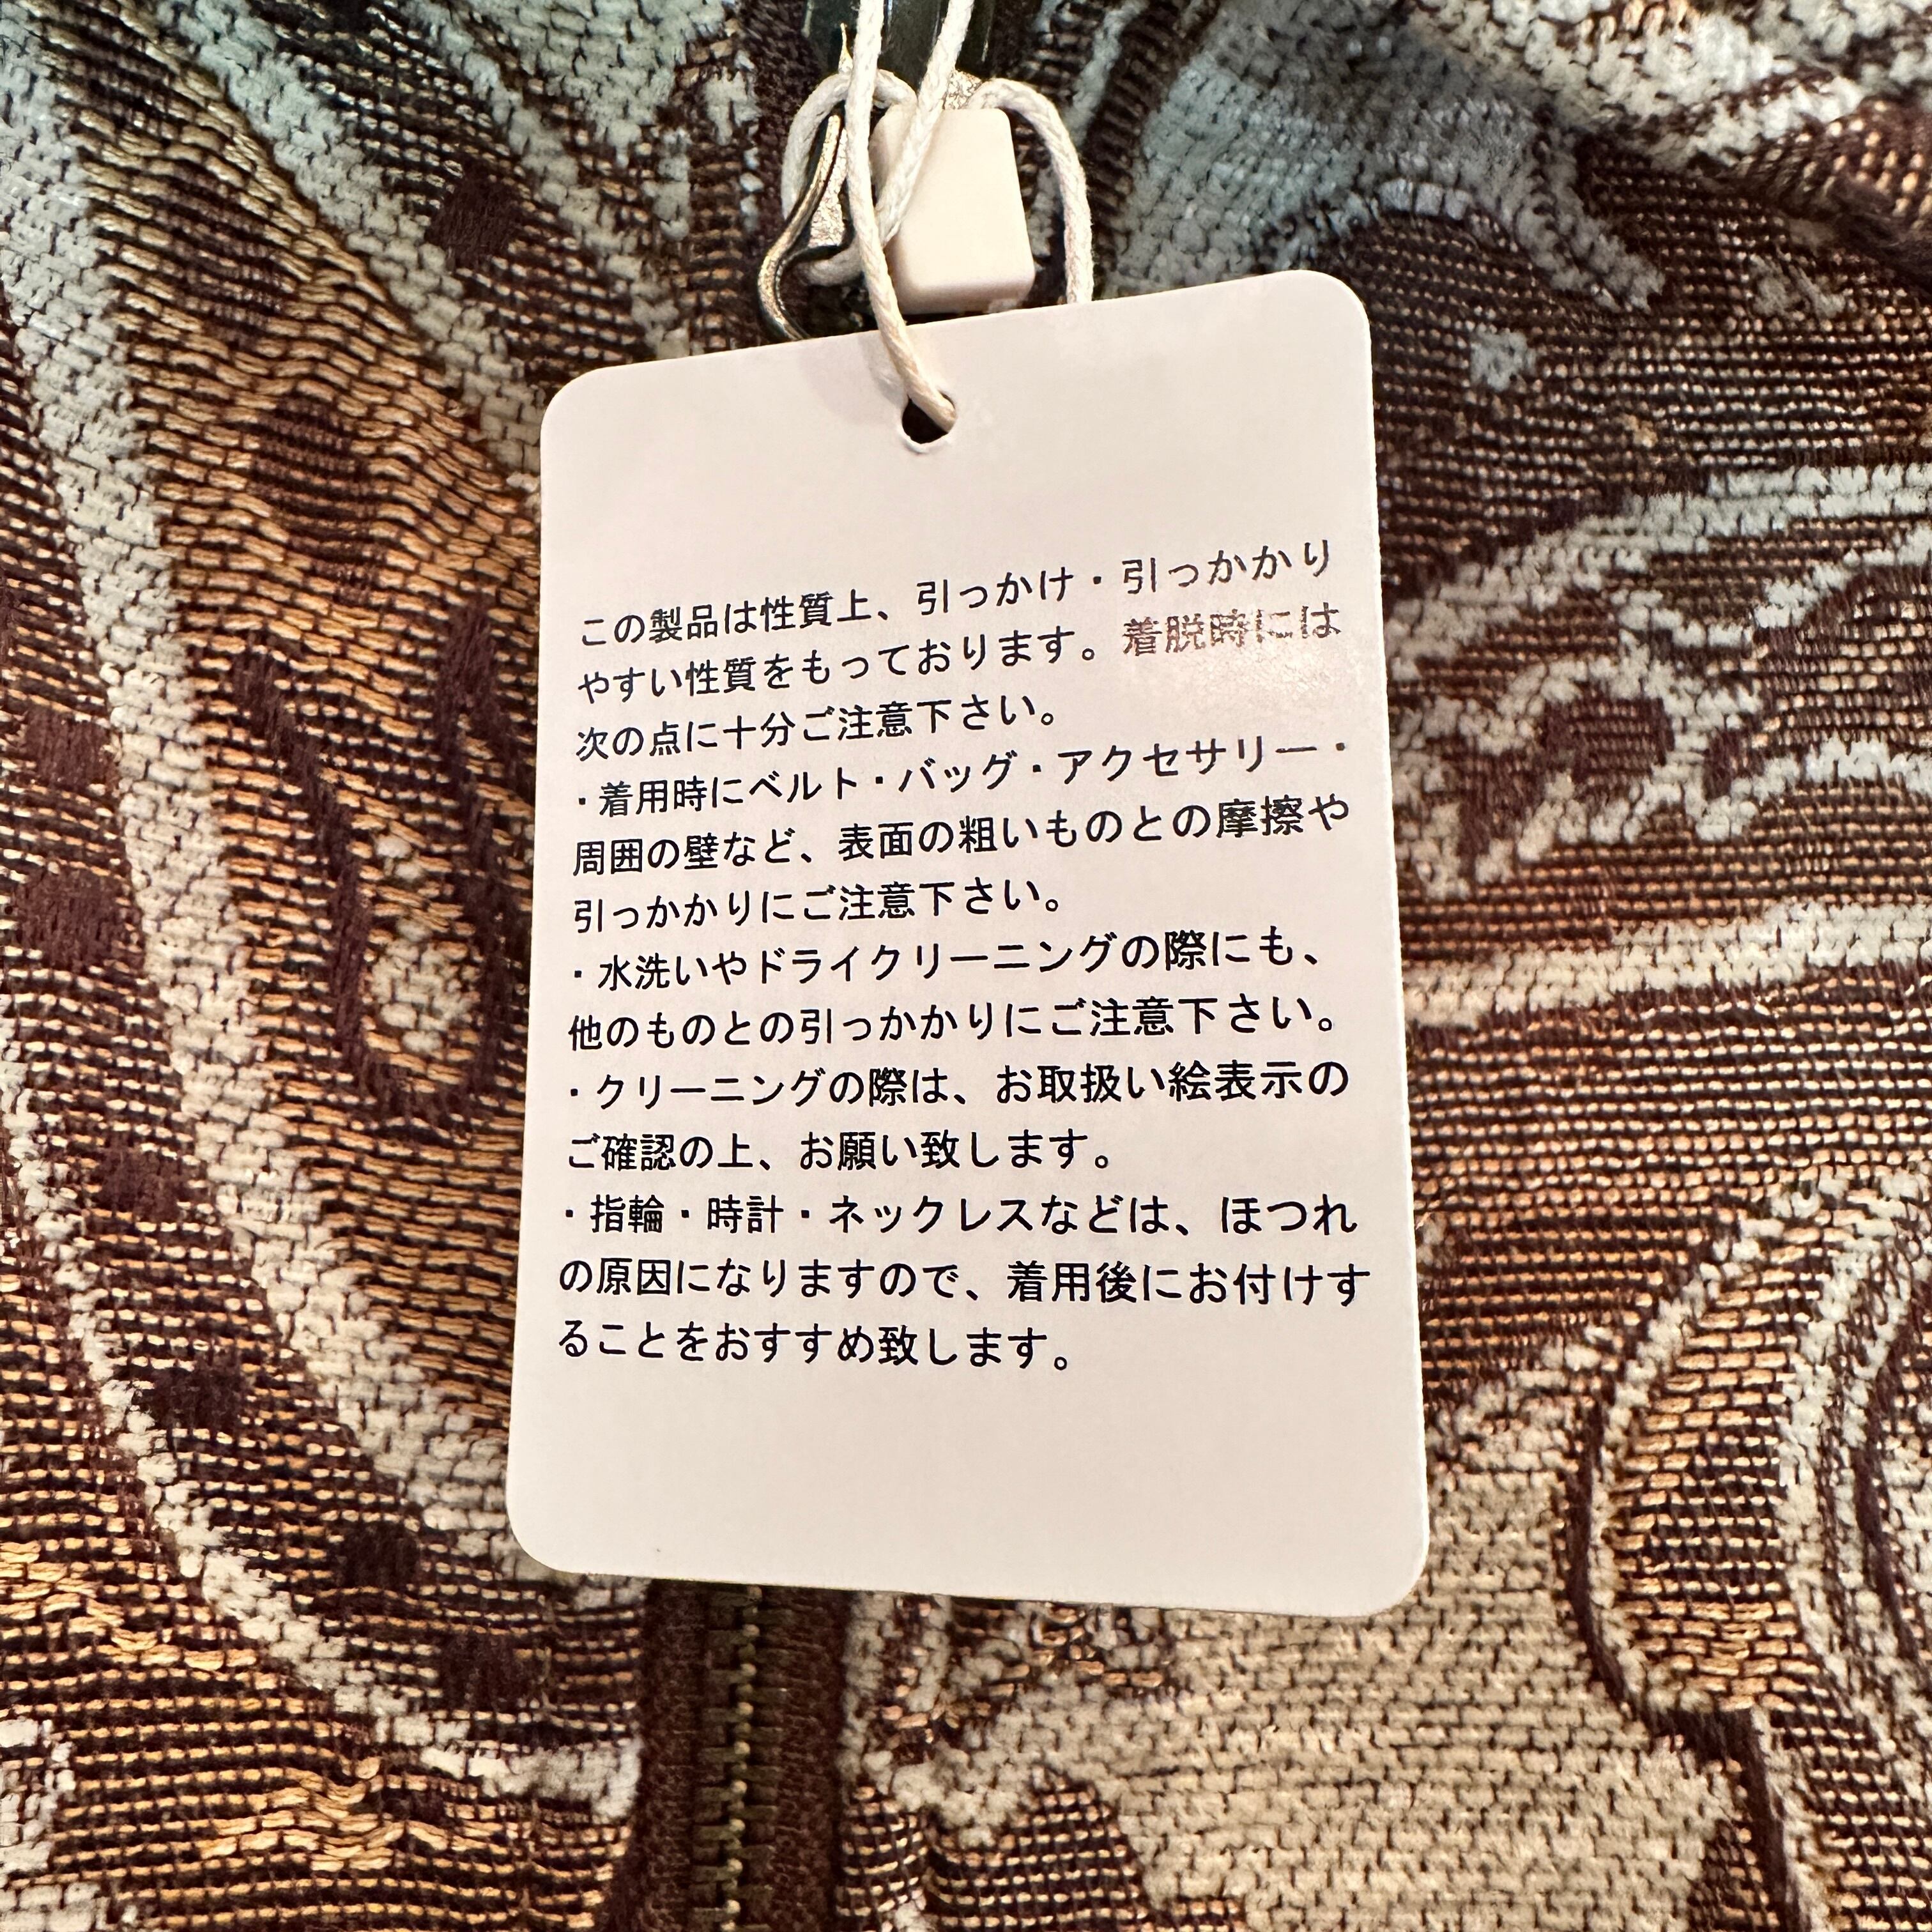 この製品は性質上、引っかけ・引っかかり
やすい性質をもっております。着脱時には
次の点に十分ご注意下さい。
・着用時にベルト・バッグ・アクセサリー・
周囲の壁など、表面の粗いものとの摩擦や
引っかかりにご注意下さい。
・水洗いやドライクリーニングの際にも、
他のものとの引っかかりにご注意下さい。
・クリーニングの際は、お取扱い絵表示の
ご確認の上、お願い致します。
・指輪・時計・ネックレスなどは、ほつれ
の原因になりますので、着用後にお付けす
ることをおすすめ致します。